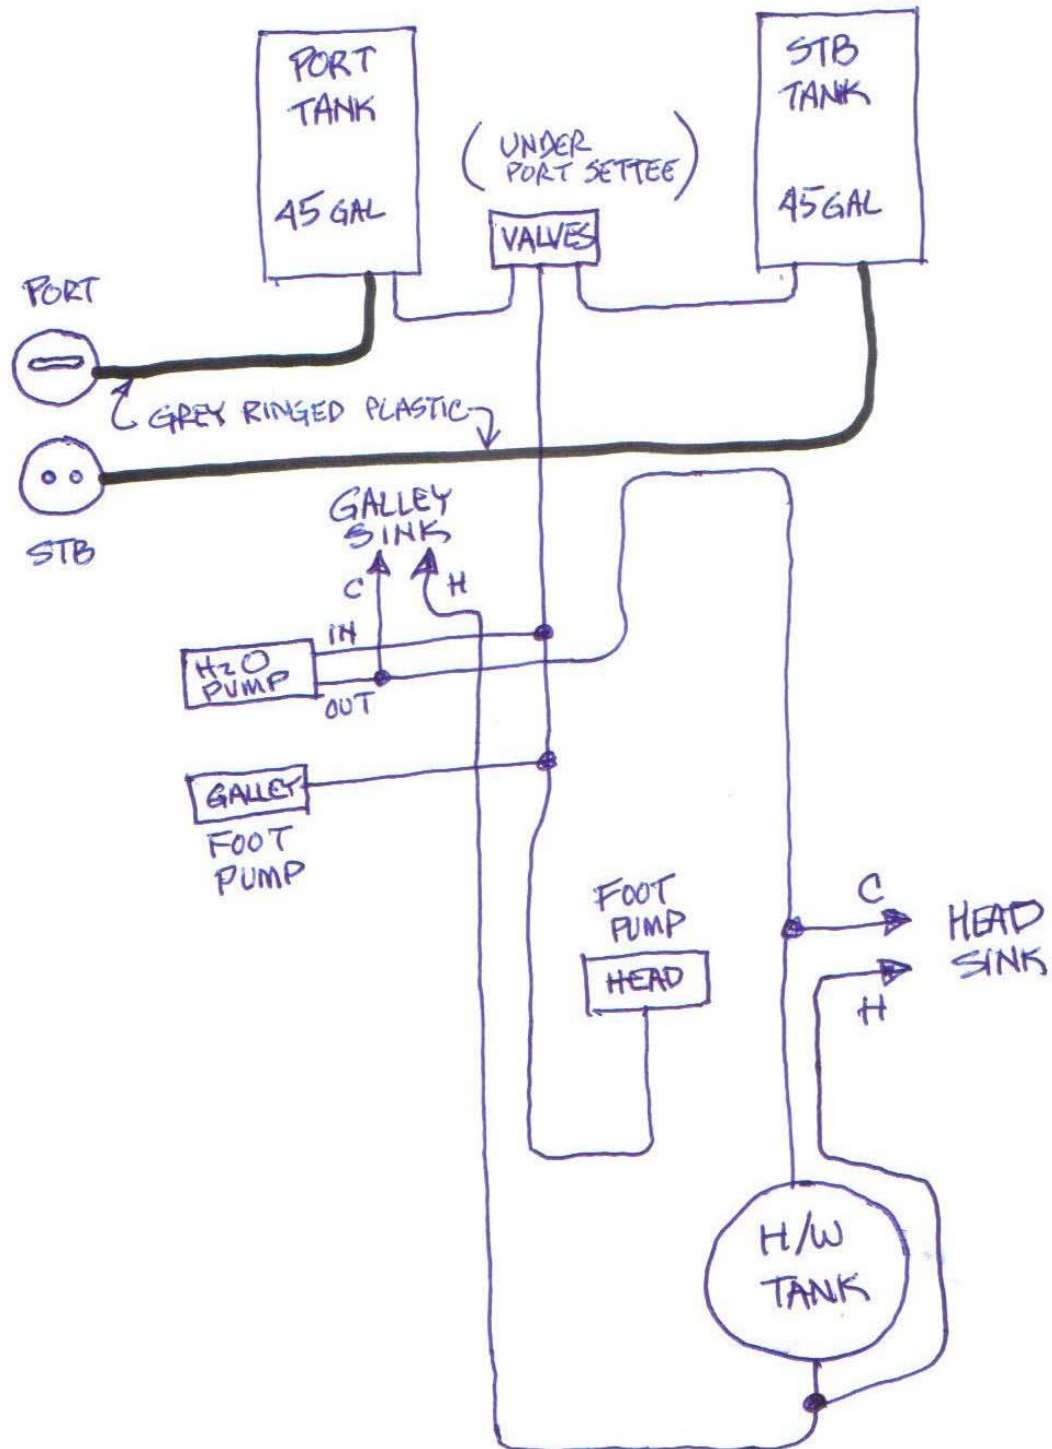 PORT
TANK
45 GAL
STB
TANK
45 GAL
(UNDER
PORT SETTEE)
VALVES
PORT
GREY RINGED PLASTIC
STB
GALLEY
SINK
C
H
IN
H2O
PUMP
OUT
GALLEY
FOOT
PUMP
FOOT
PUMP
HEAD
C
HEAD
SINK
H
H/W
TANK